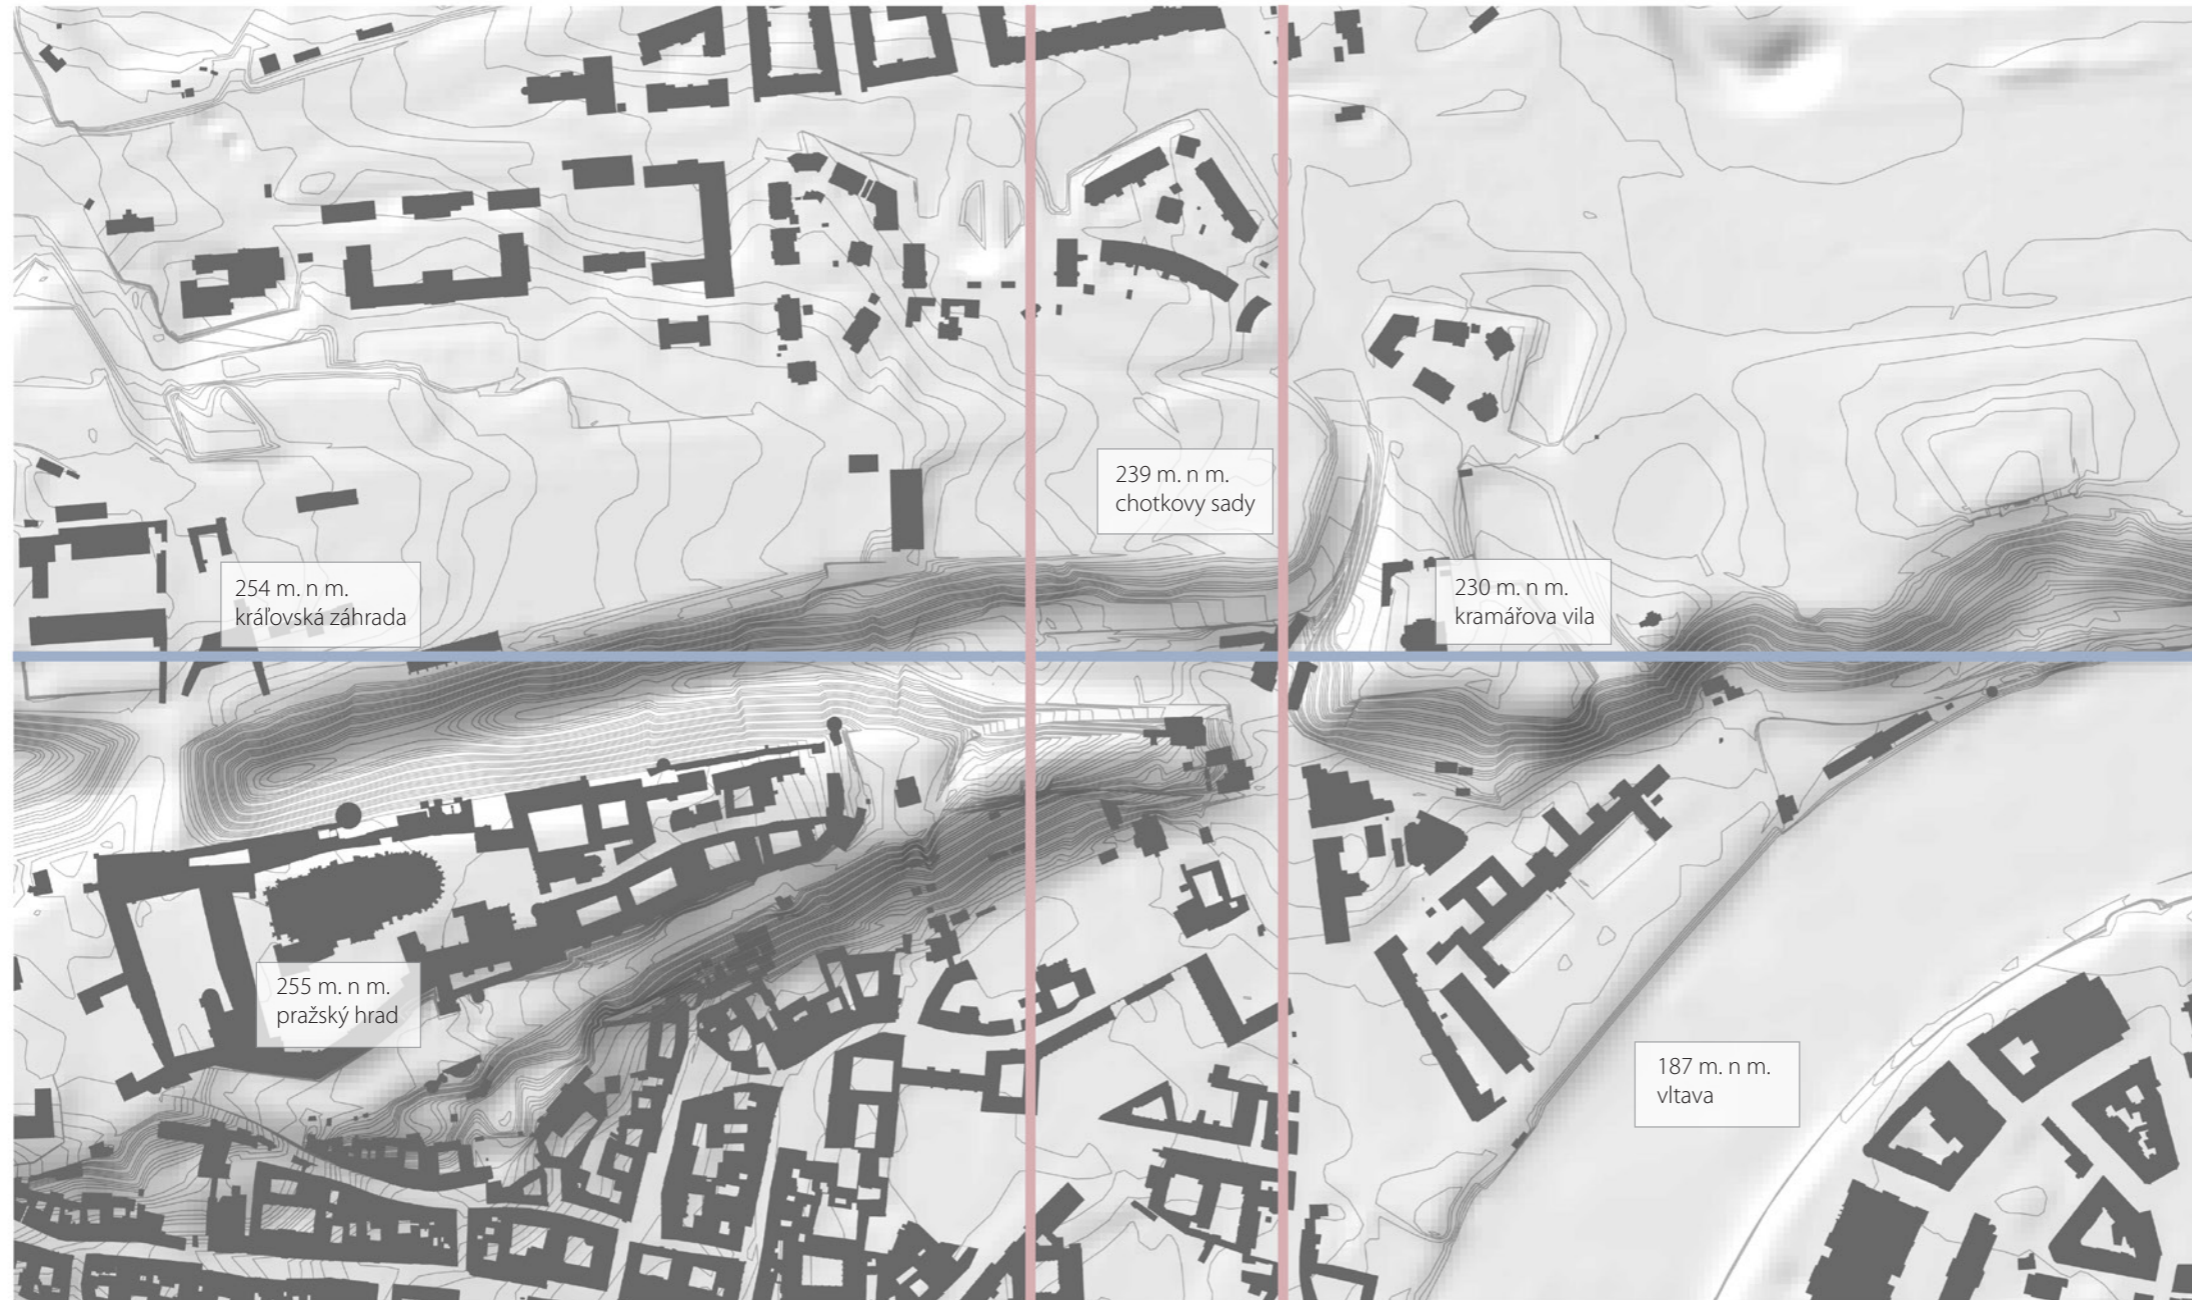 239 m. n m.
chotkovy sady
254 m. n m.
kráľovská záhrada
230 m. n m.
kramářova vila
255 m. n m.
pražský hrad
187 m. n m.
vltava